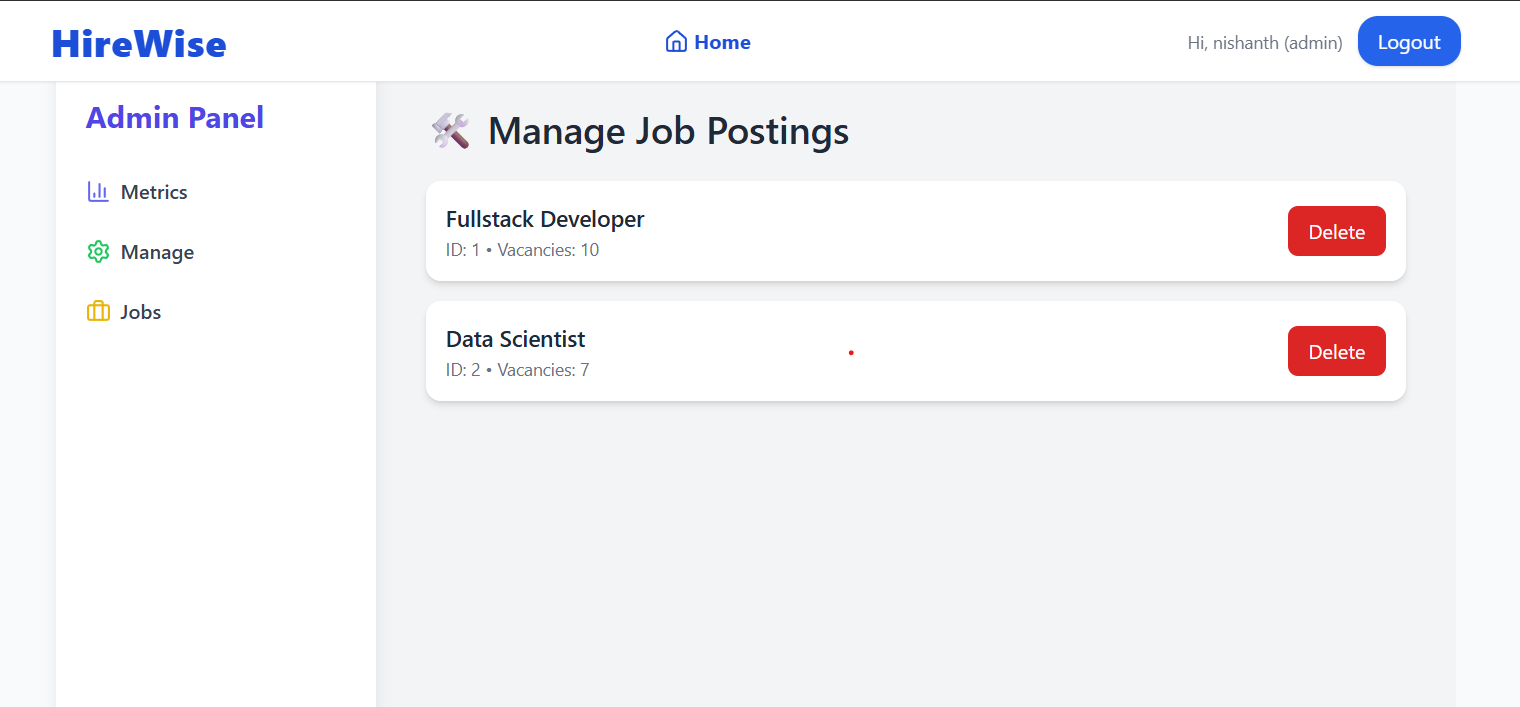 HireWise
Home
Hi, nishanth (admin)
Logout
Admin Panel
Metrics
Manage
Jobs
Manage Job Postings
Fullstack Developer
ID: 1 • Vacancies: 10
Delete
Data Scientist
ID: 2 • Vacancies: 7
Delete